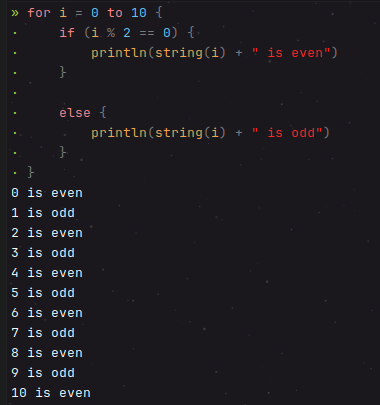 » for i = 0 to 10 {
·     if (i % 2 == 0) {
·         println(string(i) + " is even")
·     }
·
·     else {
·         println(string(i) + " is odd")
·     }
· }
0 is even
1 is odd
2 is even
3 is odd
4 is even
5 is odd
6 is even
7 is odd
8 is even
9 is odd
10 is even